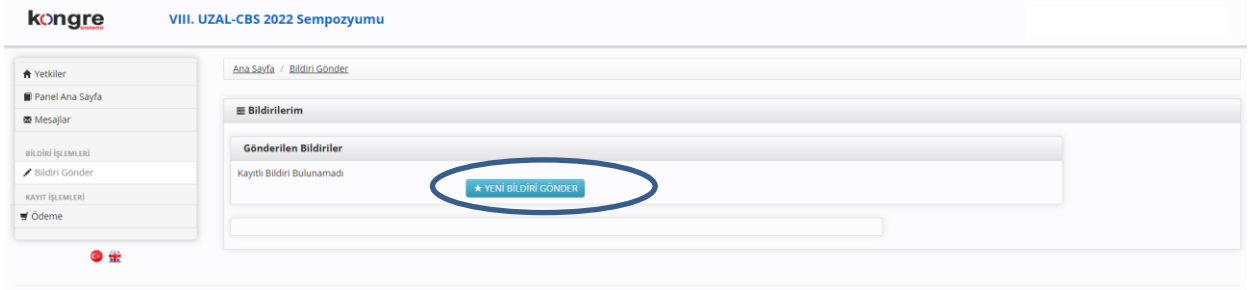 kongre
sistemi
VIII. UZAL-CBS 2022 Sempozyumu
Yetkiler
Panel Ana Sayfa
Mesajlar
BİLDİRİ İŞLEMLERİ
Bildiri Gönder
KAYIT İŞLEMLERİ
Ödeme
Ana Sayfa / Bildiri Gönder
Bildirilerim
Gönderilen Bildiriler
Kayıtlı Bildiri Bulunamadı
YENİ BİLDİRİ GÖNDER